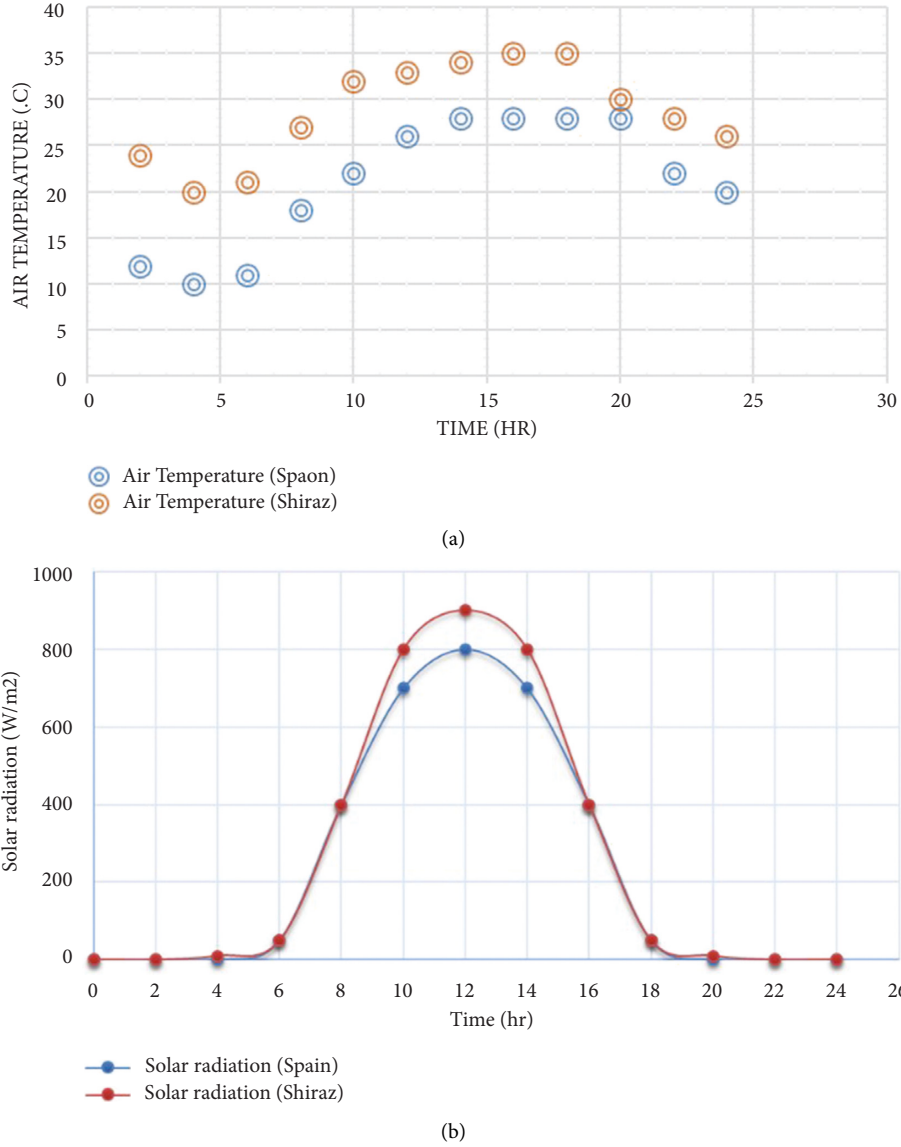 40
35
30
25
20
15
10
5
0
AIR TEMPERATURE (.C)
0 5 10 15 20 25 30
TIME (HR)
Air Temperature (Spaon)
Air Temperature (Shiraz)
(a)
1000
800
600
400
200
0
Solar radiation (W/m2)
0 2 4 6 8 10 12 14 16 18 20 22 24 26
Time (hr)
Solar radiation (Spain)
Solar radiation (Shiraz)
(b)